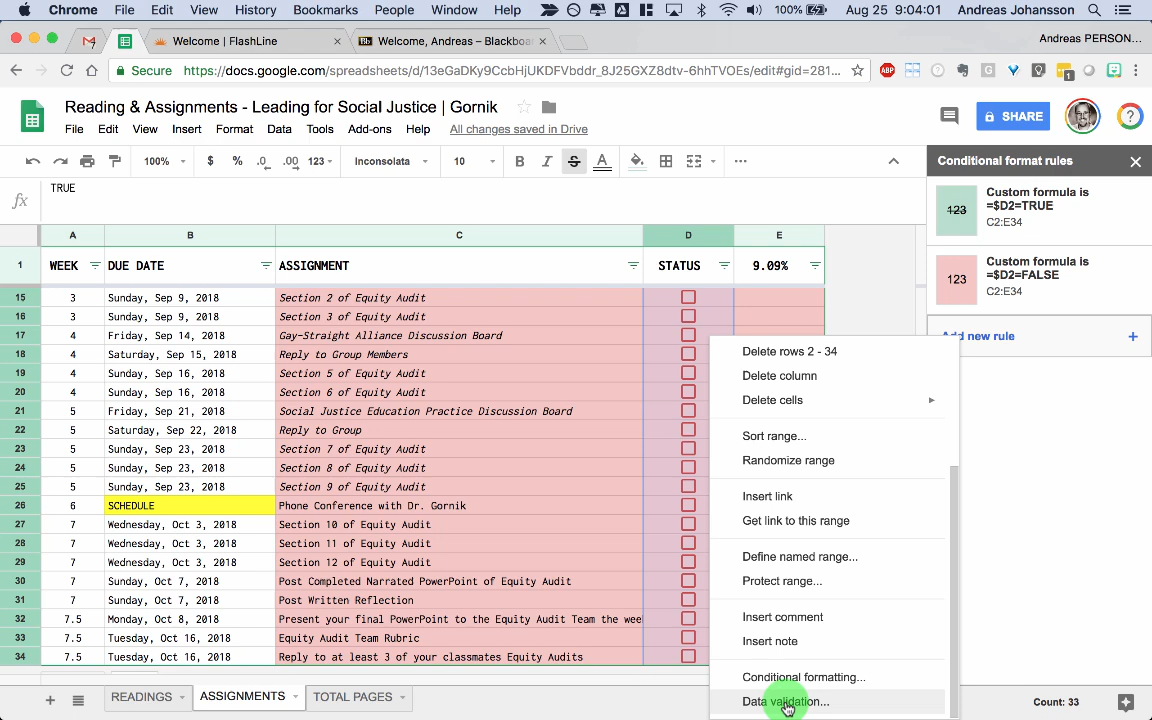 Chrome File Edit View History Bookmarks People Window Help 100% Aug 25 9:04:01 Andreas Johansson
Welcome | FlashLine × Welcome, Andreas – Blackboa × Andreas PERSON...
Secure https://docs.google.com/spreadsheets/d/13eGaDKy9CcbHjUKDFVbddr_8J25GXZ8dtv-6hhTVOEs/edit#gid=281...
Reading & Assignments - Leading for Social Justice | Gornik
File Edit View Insert Format Data Tools Add-ons Help All changes saved in Drive
SHARE
100% $ % .0 .00 123 Inconsolata 10 B I S A
fx TRUE
A B C D E
1 WEEK DUE DATE ASSIGNMENT STATUS 9.09%
15 3 Sunday, Sep 9, 2018 Section 2 of Equity Audit
16 3 Sunday, Sep 9, 2018 Section 3 of Equity Audit
17 4 Friday, Sep 14, 2018 Gay-Straight Alliance Discussion Board
18 4 Saturday, Sep 15, 2018 Reply to Group Members
19 4 Sunday, Sep 16, 2018 Section 5 of Equity Audit
20 4 Sunday, Sep 16, 2018 Section 6 of Equity Audit
21 5 Friday, Sep 21, 2018 Social Justice Education Practice Discussion Board
22 5 Saturday, Sep 22, 2018 Reply to Group
23 5 Sunday, Sep 23, 2018 Section 7 of Equity Audit
24 5 Sunday, Sep 23, 2018 Section 8 of Equity Audit
25 5 Sunday, Sep 23, 2018 Section 9 of Equity Audit
26 6 SCHEDULE Phone Conference with Dr. Gornik
27 7 Wednesday, Oct 3, 2018 Section 10 of Equity Audit
28 7 Wednesday, Oct 3, 2018 Section 11 of Equity Audit
29 7 Wednesday, Oct 3, 2018 Section 12 of Equity Audit
30 7 Sunday, Oct 7, 2018 Post Completed Narrated PowerPoint of Equity Audit
31 7 Sunday, Oct 7, 2018 Post Written Reflection
32 7.5 Monday, Oct 8, 2018 Present your final PowerPoint to the Equity Audit Team the wee
33 7.5 Tuesday, Oct 16, 2018 Equity Audit Team Rubric
34 7.5 Tuesday, Oct 16, 2018 Reply to at least 3 of your classmates Equity Audits
Delete rows 2 - 34
Delete column
Delete cells
Sort range...
Randomize range
Insert link
Get link to this range
Define named range...
Protect range...
Insert comment
Insert note
Conditional formatting...
Data validation...
Conditional format rules
123 Custom formula is
=$D2=TRUE
C2:E34
123 Custom formula is
=$D2=FALSE
C2:E34
d new rule +
+ READINGS ASSIGNMENTS TOTAL PAGES Count: 33